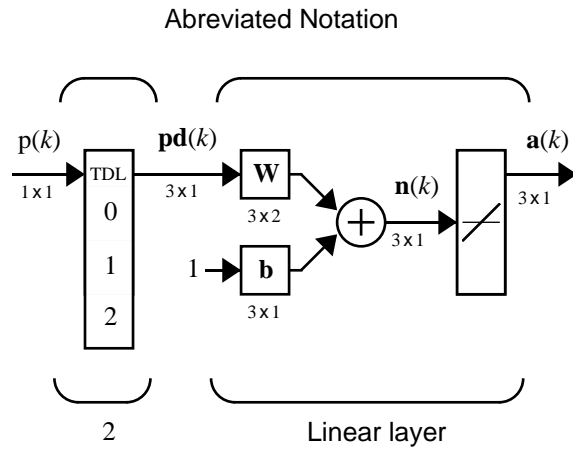 Abreviated Notation
p(k) pd(k) n(k) a(k)
TDL W
1 x 1 3 x 1 3 x 1 3 x 1
0 3 x 2
1 1 b
3 x 1
2
2 Linear layer